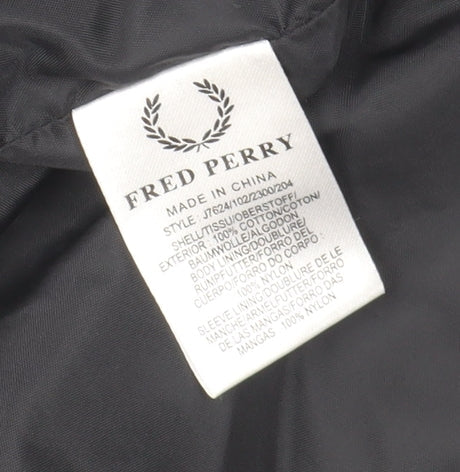 FRED PERRY
MADE IN CHINA
STYLE: J7624/102/2300/204
SHELL/TISSU/OBERSTOFF/
EXTERIOR: 100% COTTON/COTON/
BAUMWOLLE/ALGODON
BODY LINING/DOUBLURE/
RUMPFUTTER/FORRO DEL
CUERPO/FORRO DO CORPO:
100% NYLON
SLEEVE LINING/DOUBLURE DE
MANCHE/ARMELFUTTER/FORRO
DE LAS MANGAS/FORRO DAS
MANGAS: 100% NYLON